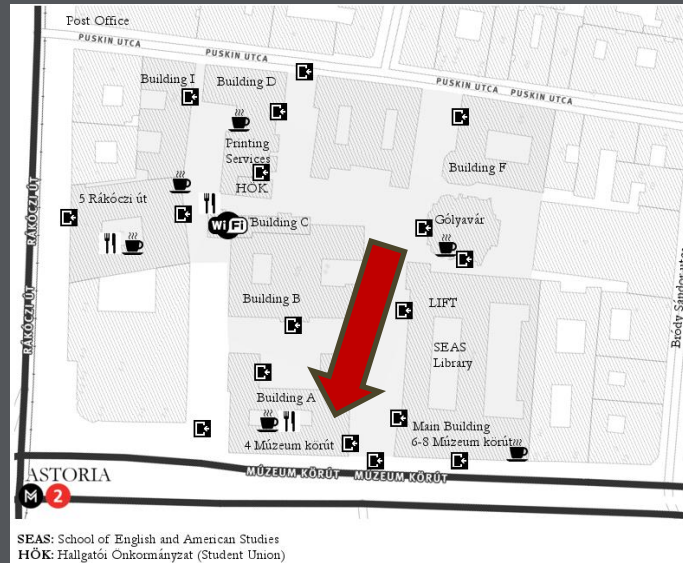 Post Office
PUSKIN UTCA
PUSKIN UTCA PUSKIN UTCA
Building I
Building D
Printing
Services
HÖK
Building F
5 Rákóczi út
RÁKÓCZI ÚT
RÁKÓCZI ÚT
WiFi
Building C
Gólyavár
Bródy Sándor utca
Building B
LIFT
SEAS
Library
Building A
4 Múzeum körút
Main Building
6-8 Múzeum körút
MÚZEUM KÖRÚT MÚZEUM KÖRÚT
ASTORIA
M 2
SEAS: School of English and American Studies
HÖK: Hallgatói Önkormányzat (Student Union)